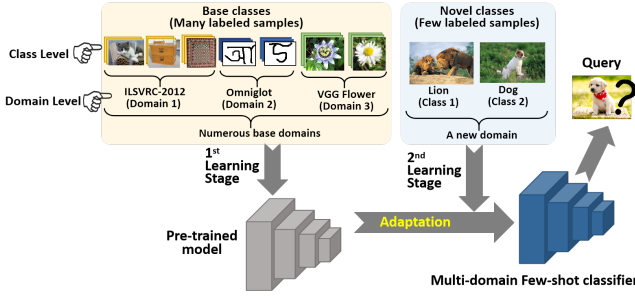 Base classes
(Many labeled samples)
Novel classes
(Few labeled samples)
Class Level
Query
ILSVRC-2012
(Domain 1)
Omniglot
(Domain 2)
VGG Flower
(Domain 3)
Lion
(Class 1)
Dog
(Class 2)
?
Domain Level
Numerous base domains
A new domain
1st
Learning
Stage
2nd
Learning
Stage
Pre-trained
model
Adaptation
Multi-domain Few-shot classifier